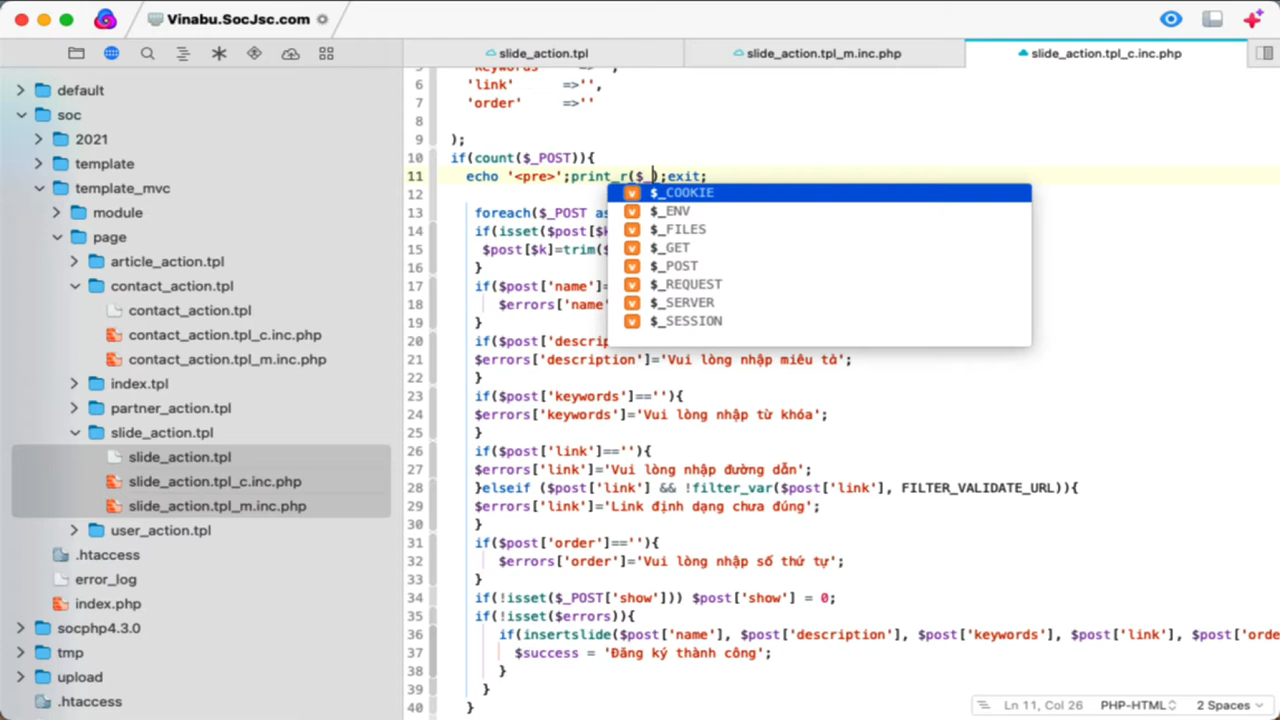 Vinabu.SocJsc.com
slide_action.tpl
slide_action.tpl_m.inc.php
slide_action.tpl_c.inc.php
default
soc
2021
template
template_mvc
module
page
article_action.tpl
contact_action.tpl
contact_action.tpl
contact_action.tpl_c.inc.php
contact_action.tpl_m.inc.php
index.tpl
partner_action.tpl
slide_action.tpl
slide_action.tpl
slide_action.tpl_c.inc.php
slide_action.tpl_m.inc.php
user_action.tpl
.htaccess
error_log
index.php
socphp4.3.0
tmp
upload
.htaccess
6 'link' =>'',
7 'order' =>''
8
9 );
10 if(count($_POST)){
11 echo '<pre>';print_r($_);exit;
12
13 foreach($_POST as
14 if(isset($post[$k
15 $post[$k]=trim($
16 }
17 if($post['name']=
18 $errors['name'
19 }
20 if($post['descrip
21 $errors['description']='Vui lòng nhập miêu tả';
22 }
23 if($post['keywords']==''){
24 $errors['keywords']='Vui lòng nhập từ khóa';
25 }
26 if($post['link']==''){
27 $errors['link']='Vui lòng nhập đường dẫn';
28 }elseif ($post['link'] && !filter_var($post['link'], FILTER_VALIDATE_URL)){
29 $errors['link']='Link định dạng chưa đúng';
30 }
31 if($post['order']==''){
32 $errors['order']='Vui lòng nhập số thứ tự';
33 }
34 if(!isset($_POST['show'])) $post['show'] = 0;
35 if(!isset($errors)){
36 if(insertslide($post['name'], $post['description'], $post['keywords'], $post['link'], $post['orde
37 $success = 'Đăng ký thành công';
38 }
39 }
40 }
$_COOKIE
$_ENV
$_FILES
$_GET
$_POST
$_REQUEST
$_SERVER
$_SESSION
Ln 11, Col 26 PHP-HTML 2 Spaces